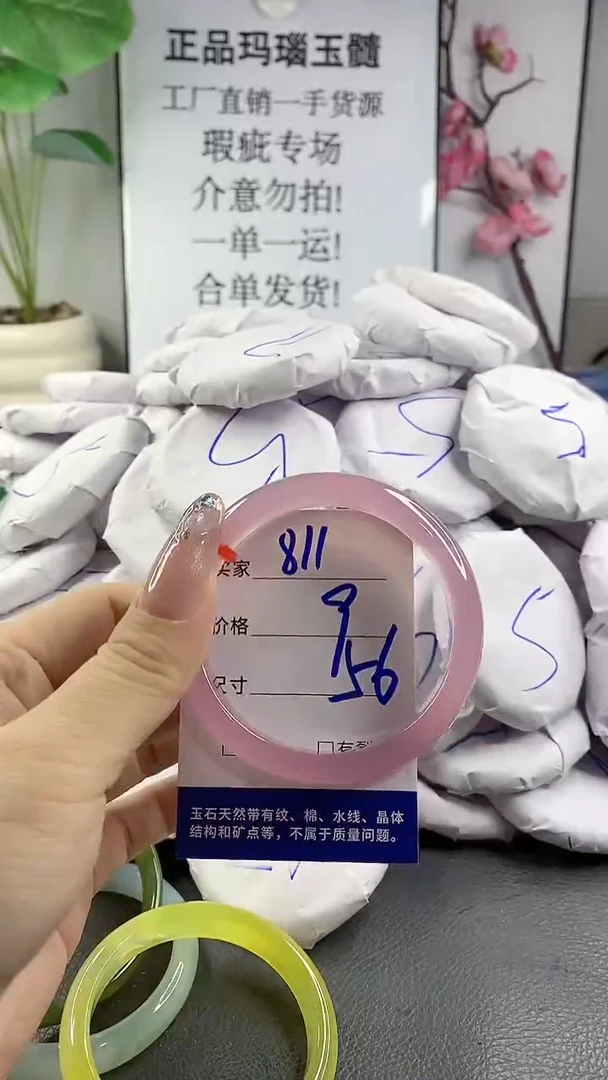 正品玛瑙玉髓
工厂直销一手货源
瑕疵专场
介意勿拍!
一单一运!
合单发货!
5
5
5
买家 811
价格 9
尺寸 56
玉石天然带有纹、棉、水线、晶体
结构和矿点等，不属于质量问题。